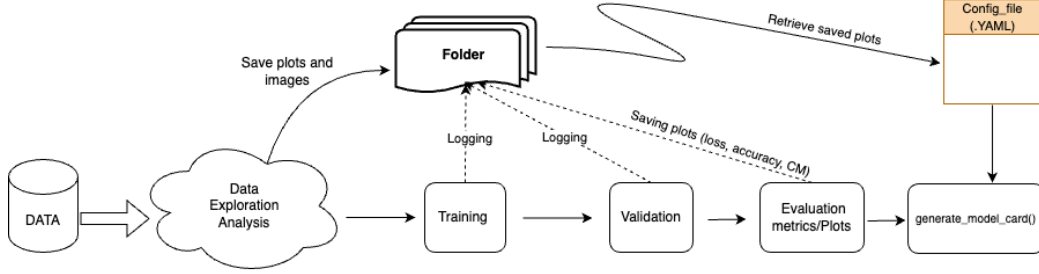 Config_file
(.YAML)
Retrieve saved plots
Folder
Save plots and
images
Saving plots (loss, accuracy, CM)
Logging
Logging
DATA
Data
Exploration
Analysis
Training
Validation
Evaluation
metrics/Plots
generate_model_card()